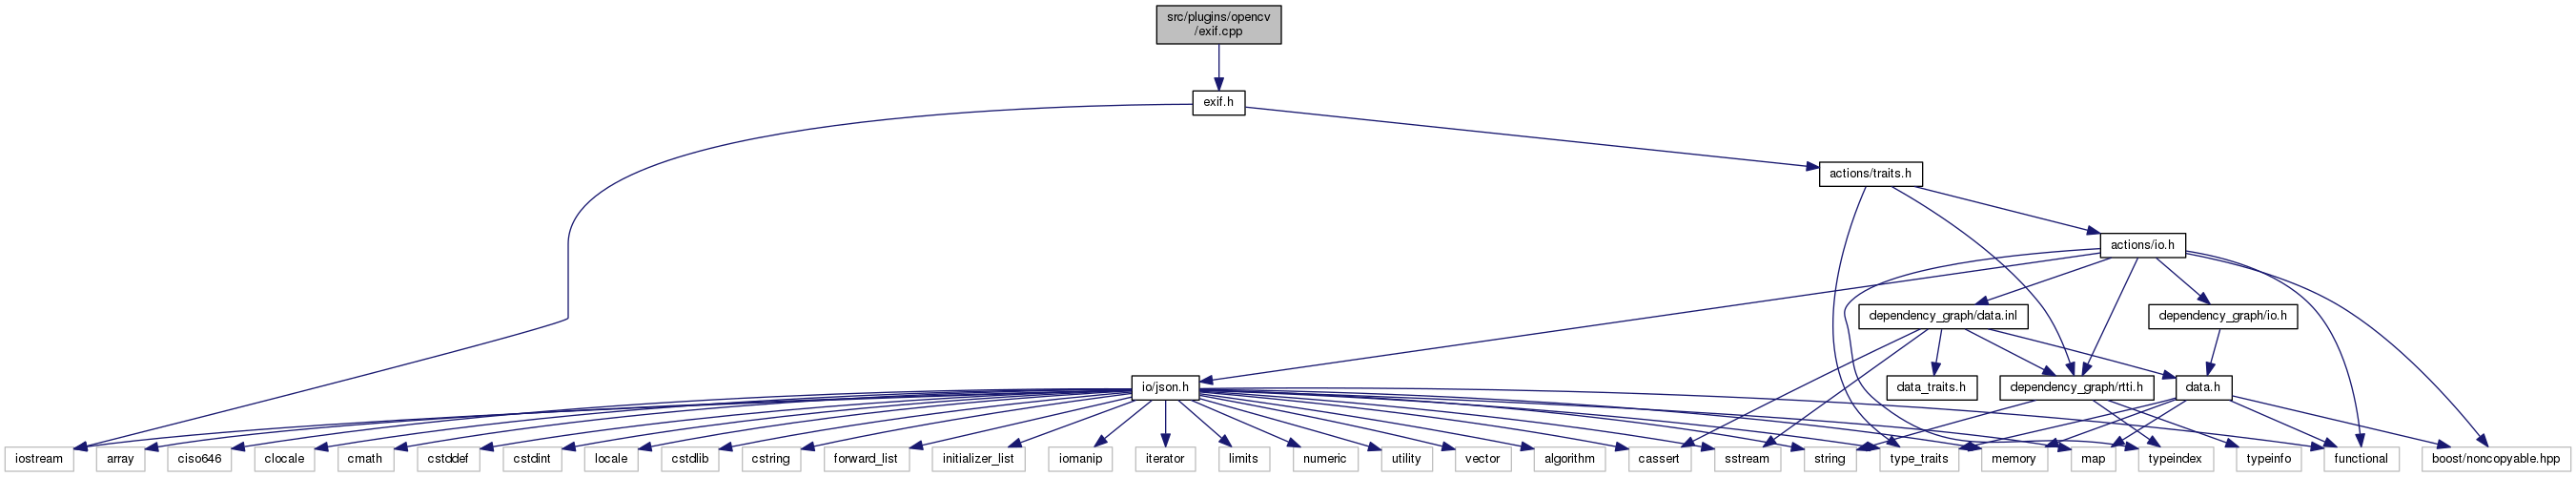 src/plugins/opencv
/exif.cpp
exif.h
actions/traits.h
actions/io.h
dependency_graph/data.inl
dependency_graph/io.h
io/json.h
data_traits.h
dependency_graph/rtti.h
data.h
iostream
array
ciso646
clocale
cmath
cstddef
cstdint
locale
cstdlib
cstring
forward_list
initializer_list
iomanip
iterator
limits
numeric
utility
vector
algorithm
cassert
sstream
string
type_traits
memory
map
typeindex
typeinfo
functional
boost/noncopyable.hpp